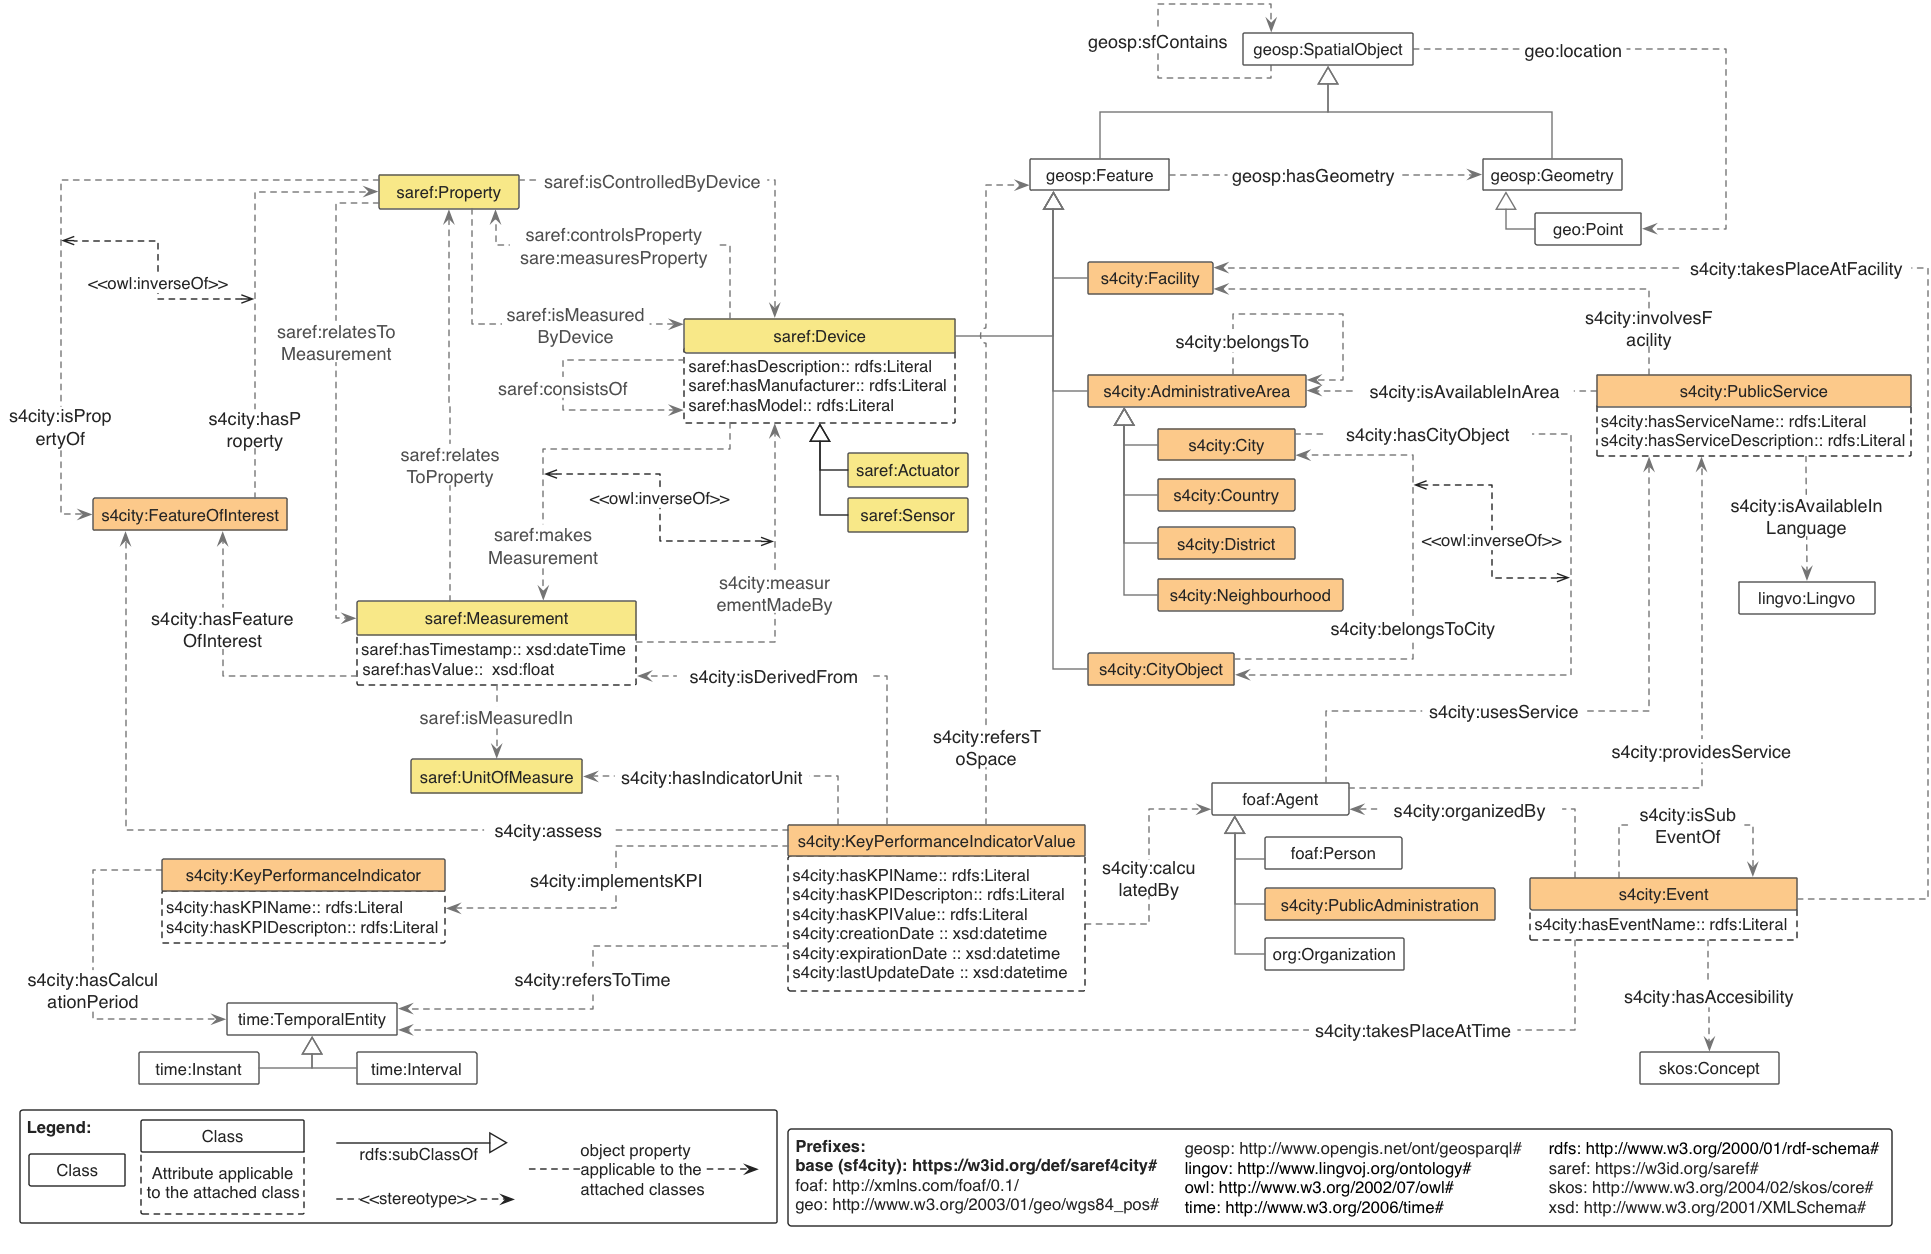 geosp:sfContains
geosp:SpatialObject
geo:location
geosp:Feature
geosp:hasGeometry
geosp:Geometry
geo:Point
saref:Property
saref:isControlledByDevice
saref:controlsProperty
sare:measuresProperty
<<owl:inverseOf>>
saref:relatesTo
Measurement
saref:isMeasured
ByDevice
saref:Device
saref:hasDescription:: rdfs:Literal
saref:hasManufacturer:: rdfs:Literal
saref:hasModel:: rdfs:Literal
saref:consistsOf
s4city:Facility
s4city:takesPlaceAtFacility
s4city:involvesF
acility
s4city:belongsTo
s4city:AdministrativeArea
s4city:isAvailableInArea
s4city:PublicService
s4city:hasServiceName:: rdfs:Literal
s4city:hasServiceDescription:: rdfs:Literal
s4city:isProp
ertyOf
s4city:hasP
roperty
saref:relates
ToProperty
saref:Actuator
saref:Sensor
s4city:City
s4city:hasCityObject
s4city:Country
s4city:District
s4city:Neighbourhood
<<owl:inverseOf>>
s4city:isAvailableIn
Language
lingvo:Lingvo
s4city:FeatureOfInterest
<<owl:inverseOf>>
saref:makes
Measurement
s4city:measur
ementMadeBy
s4city:belongsToCity
s4city:CityObject
s4city:hasFeature
OfInterest
saref:Measurement
saref:hasTimestamp:: xsd:dateTime
saref:hasValue::  xsd:float
s4city:isDerivedFrom
saref:isMeasuredIn
saref:UnitOfMeasure
s4city:hasIndicatorUnit
s4city:refersT
oSpace
s4city:usesService
s4city:providesService
foaf:Agent
s4city:organizedBy
s4city:isSub
EventOf
foaf:Person
s4city:PublicAdministration
org:Organization
s4city:Event
s4city:hasEventName:: rdfs:Literal
s4city:assess
s4city:KeyPerformanceIndicatorValue
s4city:hasKPIName:: rdfs:Literal
s4city:hasKPIDescripton:: rdfs:Literal
s4city:hasKPIValue:: rdfs:Literal
s4city:creationDate :: xsd:datetime
s4city:expirationDate :: xsd:datetime
s4city:lastUpdateDate :: xsd:datetime
s4city:calcu
latedBy
s4city:KeyPerformanceIndicator
s4city:hasKPIName:: rdfs:Literal
s4city:hasKPIDescripton:: rdfs:Literal
s4city:implementsKPI
s4city:hasCalcul
ationPeriod
s4city:refersToTime
s4city:hasAccesibility
time:TemporalEntity
s4city:takesPlaceAtTime
time:Instant
time:Interval
skos:Concept
Legend:
Class
Class
Attribute applicable
to the attached class
rdfs:subClassOf
<<stereotype>>
object property
applicable to the
attached classes
Prefixes:
base (sf4city): https://w3id.org/def/saref4city#
foaf: http://xmlns.com/foaf/0.1/
geo: http://www.w3.org/2003/01/geo/wgs84_pos#
geosp: http://www.opengis.net/ont/geosparql#
lingov: http://www.lingvoj.org/ontology#
owl: http://www.w3.org/2002/07/owl#
time: http://www.w3.org/2006/time#
rdfs: http://www.w3.org/2000/01/rdf-schema#
saref: https://w3id.org/saref#
skos: http://www.w3.org/2004/02/skos/core#
xsd: http://www.w3.org/2001/XMLSchema#